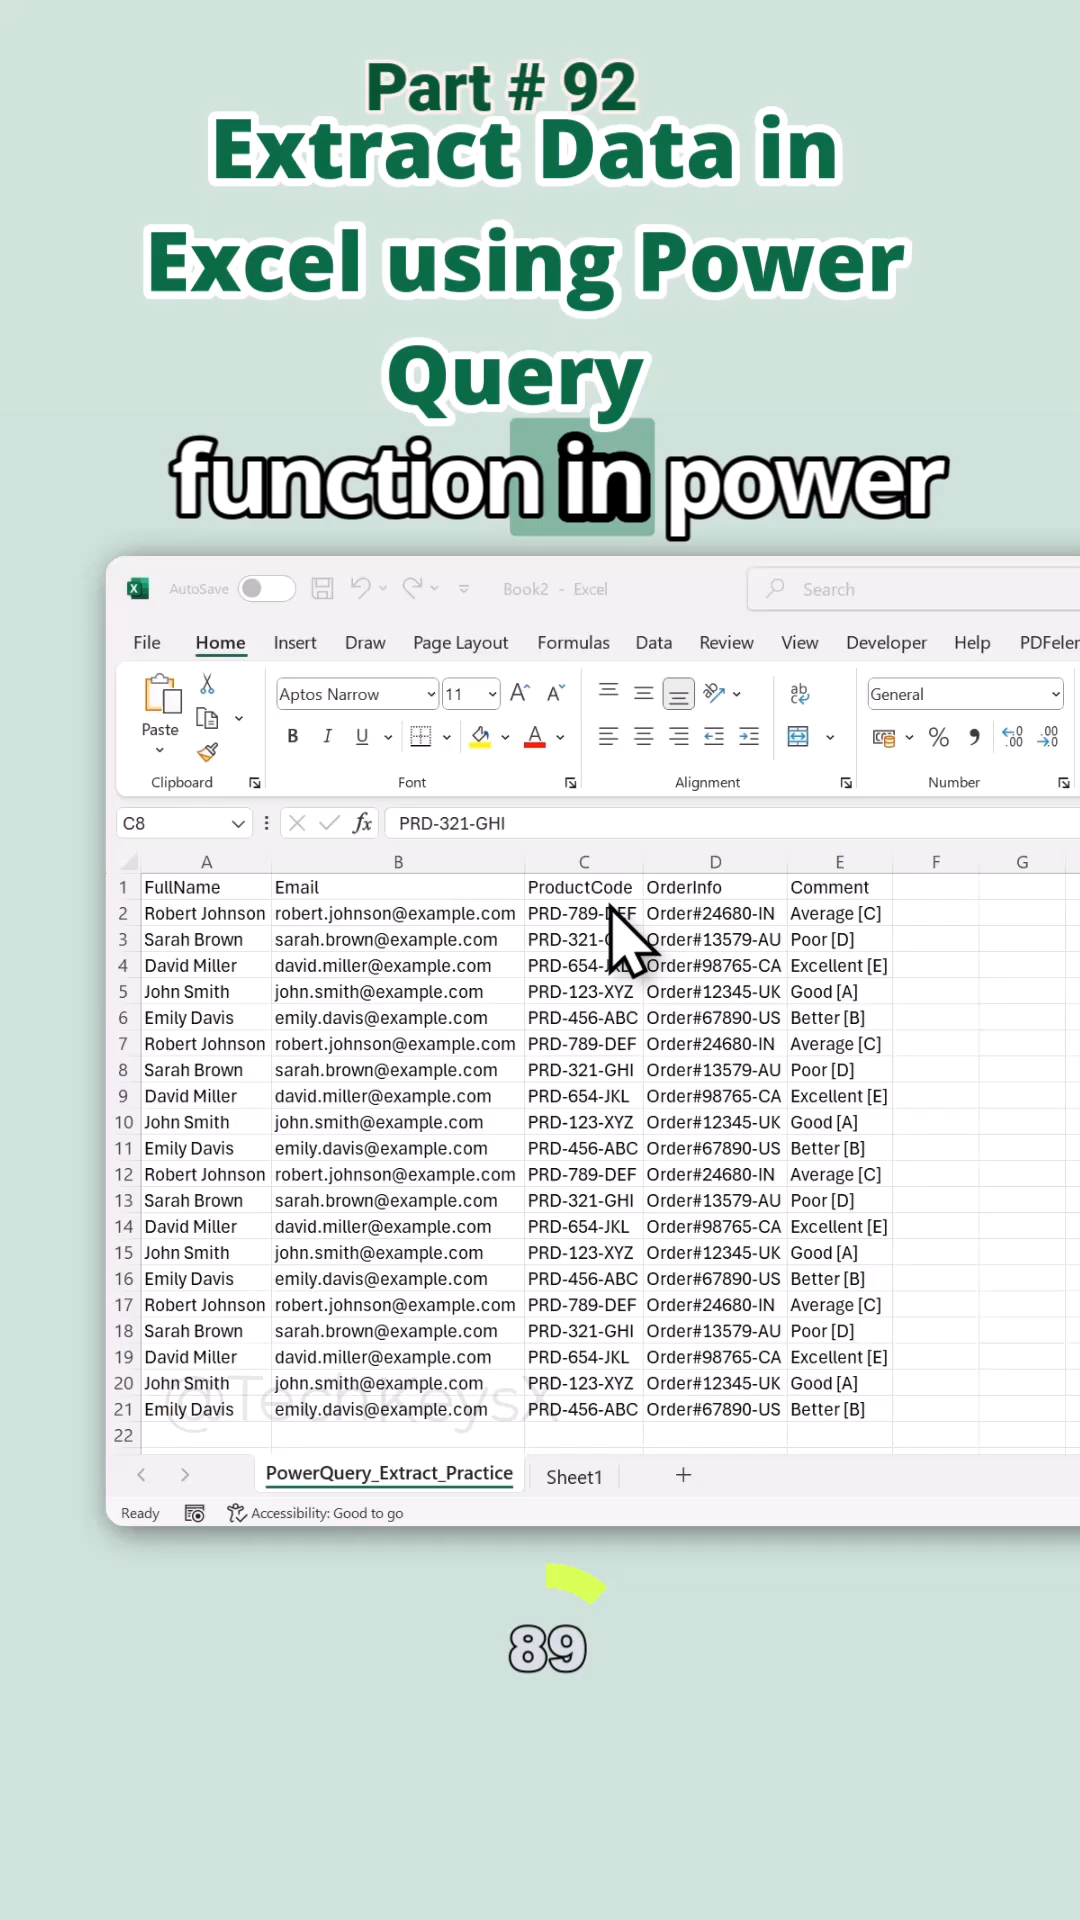 Part # 92
Extract Data in
Excel using Power
Query
function in power
AutoSave Book2 - Excel Search
File Home Insert Draw Page Layout Formulas Data Review View Developer Help
Aptos Narrow 11 A A ab General
Paste B I U A % .00 .00
Clipboard Font Alignment Number
C8 fx PRD-321-GHI
A B C D E F G
1 FullName Email ProductCode OrderInfo Comment
2 Robert Johnson robert.johnson@example.com PRD-789-DEF Order#24680-IN Average [C]
3 Sarah Brown sarah.brown@example.com Order#13579-AU Poor [D]
4 David Miller david.miller@example.com Order#98765-CA Excellent [E]
5 John Smith john.smith@example.com PRD-123-XYZ Order#12345-UK Good [A]
6 Emily Davis emily.davis@example.com PRD-456-ABC Order#67890-US Better [B]
7 Robert Johnson robert.johnson@example.com PRD-789-DEF Order#24680-IN Average [C]
8 Sarah Brown sarah.brown@example.com PRD-321-GHI Order#13579-AU Poor [D]
9 David Miller david.miller@example.com PRD-654-JKL Order#98765-CA Excellent [E]
10 John Smith john.smith@example.com PRD-123-XYZ Order#12345-UK Good [A]
11 Emily Davis emily.davis@example.com PRD-456-ABC Order#67890-US Better [B]
12 Robert Johnson robert.johnson@example.com PRD-789-DEF Order#24680-IN Average [C]
13 Sarah Brown sarah.brown@example.com PRD-321-GHI Order#13579-AU Poor [D]
14 David Miller david.miller@example.com PRD-654-JKL Order#98765-CA Excellent [E]
15 John Smith john.smith@example.com PRD-123-XYZ Order#12345-UK Good [A]
16 Emily Davis emily.davis@example.com PRD-456-ABC Order#67890-US Better [B]
17 Robert Johnson robert.johnson@example.com PRD-789-DEF Order#24680-IN Average [C]
18 Sarah Brown sarah.brown@example.com PRD-321-GHI Order#13579-AU Poor [D]
19 David Miller david.miller@example.com PRD-654-JKL Order#98765-CA Excellent [E]
20 John Smith john.smith@example.com PRD-123-XYZ Order#12345-UK Good [A]
@TechKeysX
21 Emily Davis emily.davis@example.com PRD-456-ABC Order#67890-US Better [B]
22
PowerQuery_Extract_Practice Sheet1 +
Ready Accessibility: Good to go
89